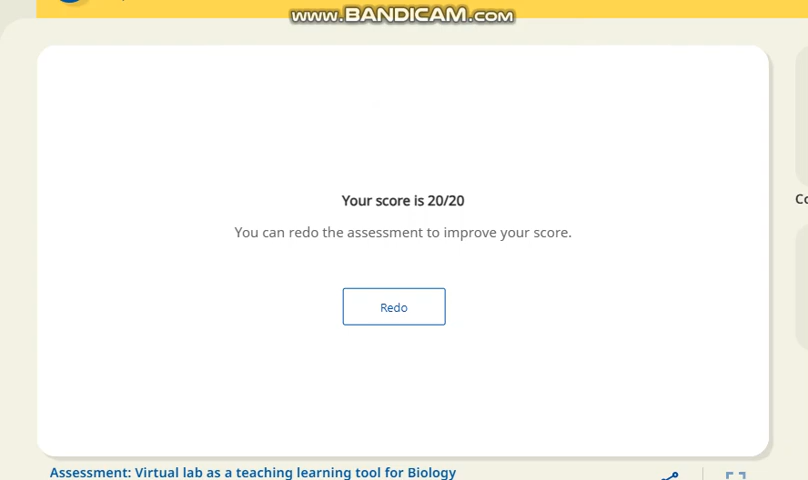 www.BANDICAM.com
Your score is 20/20
You can redo the assessment to improve your score.
Redo
Assessment: Virtual lab as a teaching learning tool for Biology